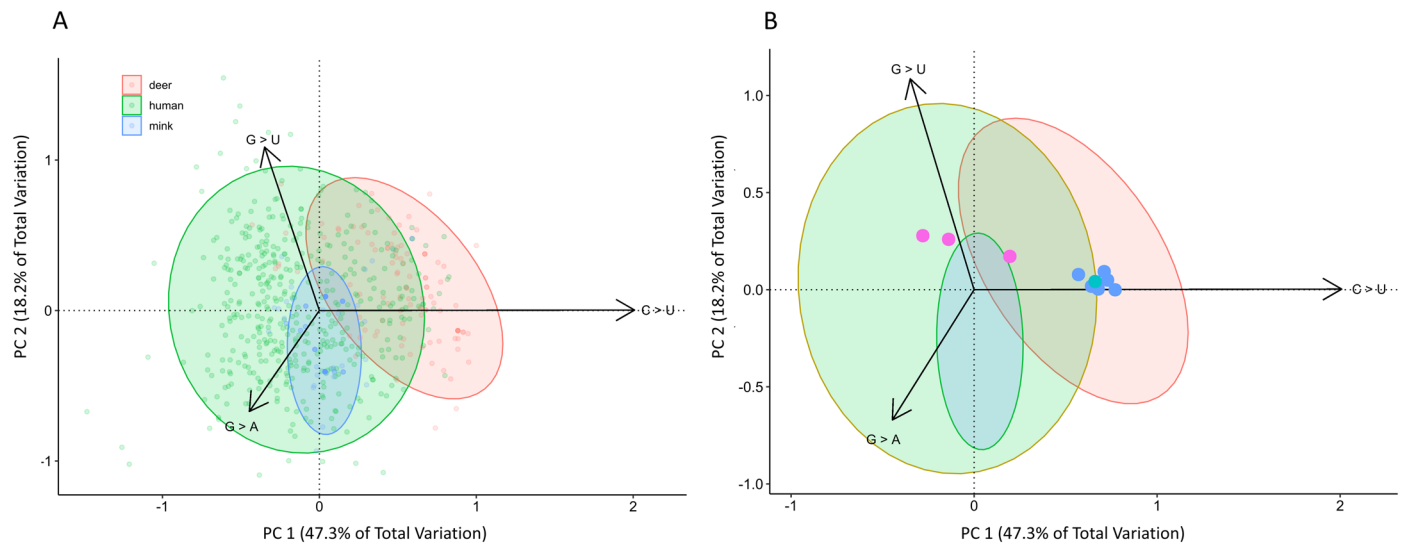 A
deer
human
mink
G > U
C > U
G > A
1
0
-1
-1
0
1
2
PC 2 (18.2% of Total Variation)
PC 1 (47.3% of Total Variation)
B
G > U
C > U
G > A
1.0
0.5
0.0
-0.5
-1.0
-1
0
1
2
PC 2 (18.2% of Total Variation)
PC 1 (47.3% of Total Variation)